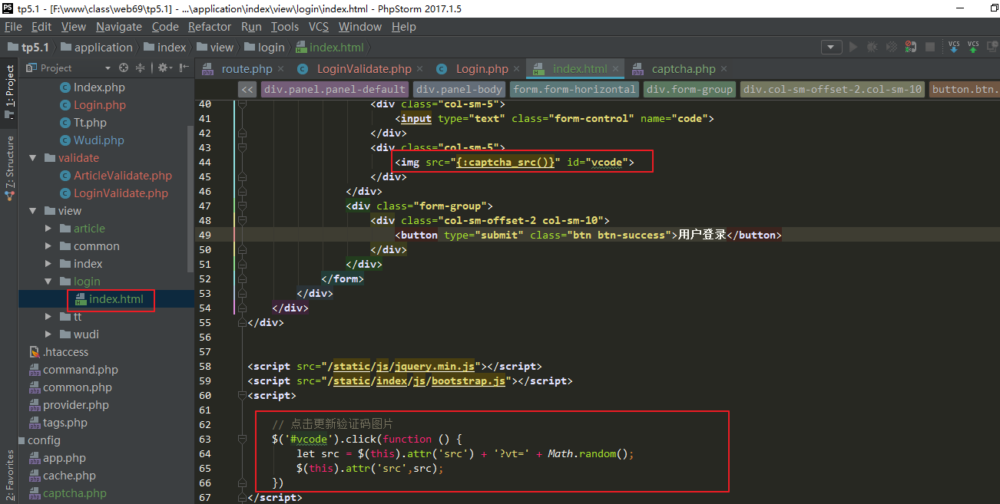 tp5.1 - [F:\www\class\web69\tp5.1] - ...\application\index\view\login\index.html - PhpStorm 2017.1.5
File Edit View Navigate Code Refactor Run Tools VCS Window Help
tp5.1 application index view login index.html
Project
route.php LoginValidate.php Login.php index.html captcha.php
<< div.panel.panel-default div.panel-body form.form-horizontal div.form-group div.col-sm-offset-2.col-sm-10 button.btn.
1: Project
7: Structure
2: Favorites
Index.php
Login.php
Tt.php
Wudi.php
validate
ArticleValidate.php
LoginValidate.php
view
article
common
index
login
index.html
tt
wudi
.htaccess
command.php
common.php
provider.php
tags.php
config
app.php
cache.php
captcha.php
40 <div class="col-sm-5">
41 <input type="text" class="form-control" name="code">
42 </div>
43 <div class="col-sm-5">
44 <img src="{:captcha_src()}" id="vcode">
45 </div>
46 </div>
47 <div class="form-group">
48 <div class="col-sm-offset-2 col-sm-10">
49 <button type="submit" class="btn btn-success">用户登录</button>
50 </div>
51 </div>
52 </form>
53 </div>
54 </div>
55 </div>
56
57
58 <script src="/static/js/jquery.min.js"></script>
59 <script src="/static/index/js/bootstrap.js"></script>
60 <script>
61
62 // 点击更新验证码图片
63 $('#vcode').click(function () {
64 let src = $(this).attr('src') + '?vt=' + Math.random();
65 $(this).attr('src',src);
66 })
67 </script>